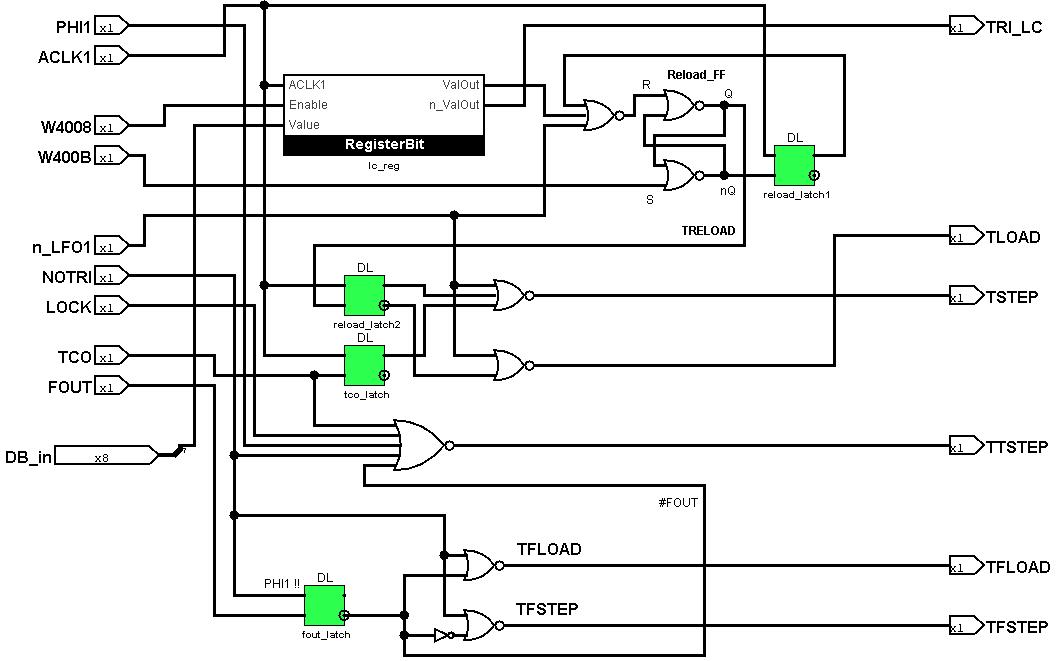 PHI1 x1
ACLK1 x1
W4008 x1
W400B x1
n_LFO1 x1
NOTRI x1
LOCK x1
TCO x1
FOUT x1
DB_in x8
7
ACLK1 ValOut
Enable n_ValOut
Value
RegisterBit
lc_reg
Reload_FF
R Q
S nQ
DL
reload_latch1
TRELOAD
DL
reload_latch2
DL
tco_latch
#FOUT
TFLOAD
TFSTEP
PHI1 !!
DL
fout_latch
x1 TRI_LC
x1 TLOAD
x1 TSTEP
x1 TTSTEP
x1 TFLOAD
x1 TFSTEP